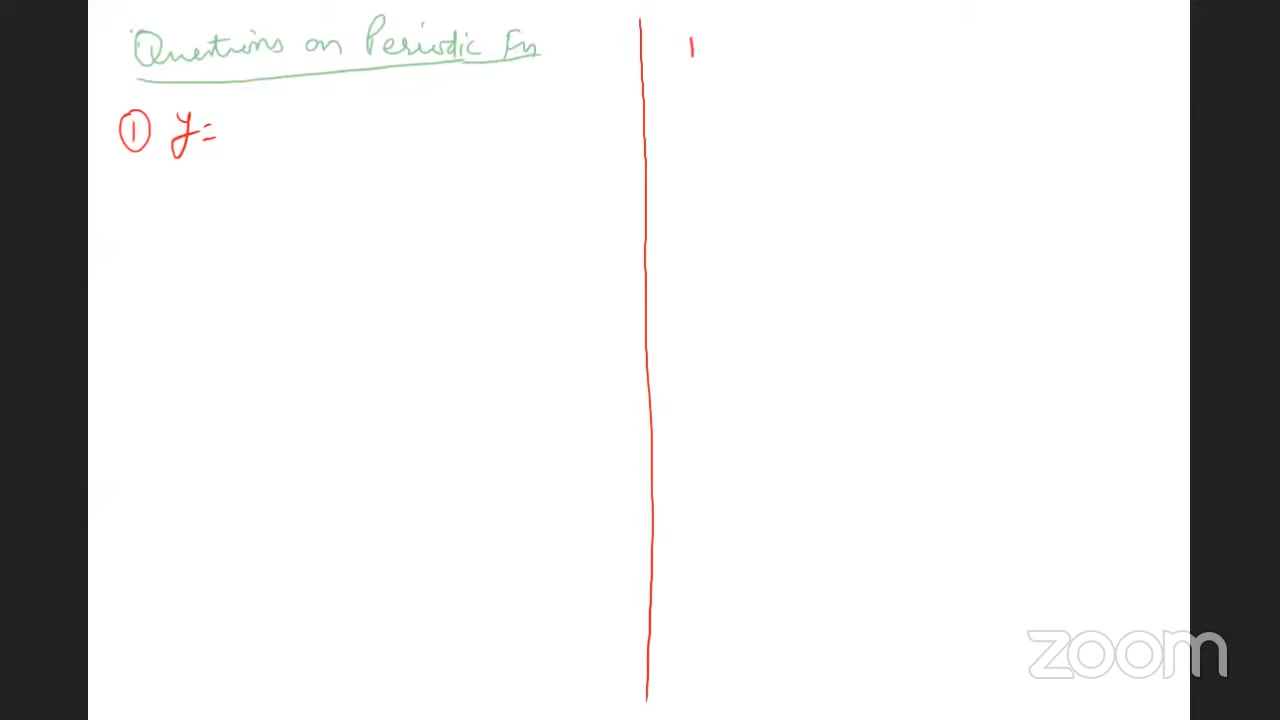 Questions on Periodic Fn
① y=
zoom